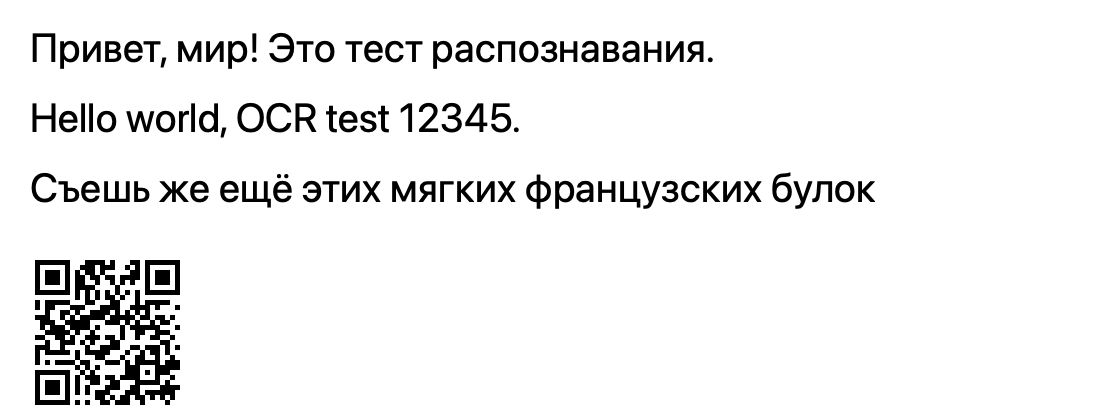 Привет, мир! Это тест распознавания.
Hello world, OCR test 12345.
Съешь же ещё этих мягких французских булок